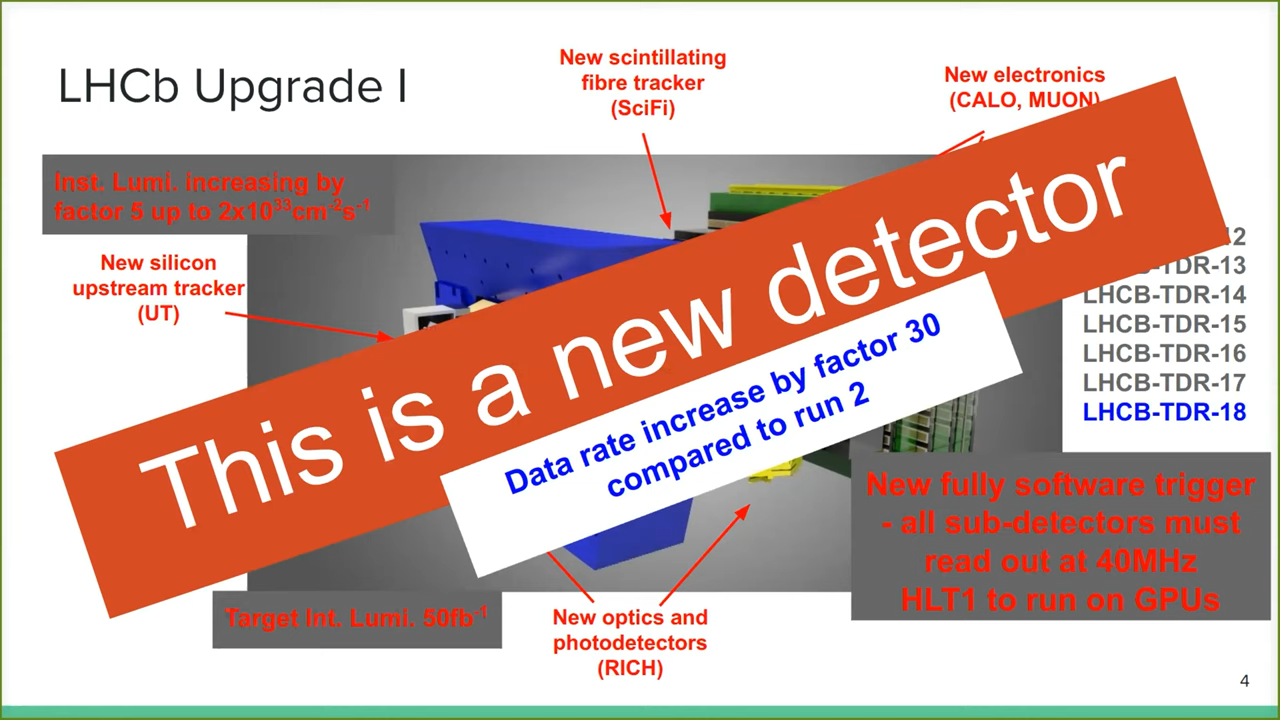 LHCb Upgrade I
New scintillating
fibre tracker
(SciFi)
New electronics
(CALO, MUON)
Inst. Lumi. increasing by
factor 5 up to 2x10³³cm⁻²s⁻¹
New silicon
upstream tracker
(UT)
This is a new detector
Data rate increase by factor 30
compared to run 2
LHCB-TDR-14
LHCB-TDR-15
LHCB-TDR-16
LHCB-TDR-17
LHCB-TDR-18
New fully software trigger
- all sub-detectors must
read out at 40MHz
HLT1 to run on GPUs
Target Int. Lumi. 50fb⁻¹
New optics and
photodetectors
(RICH)
4